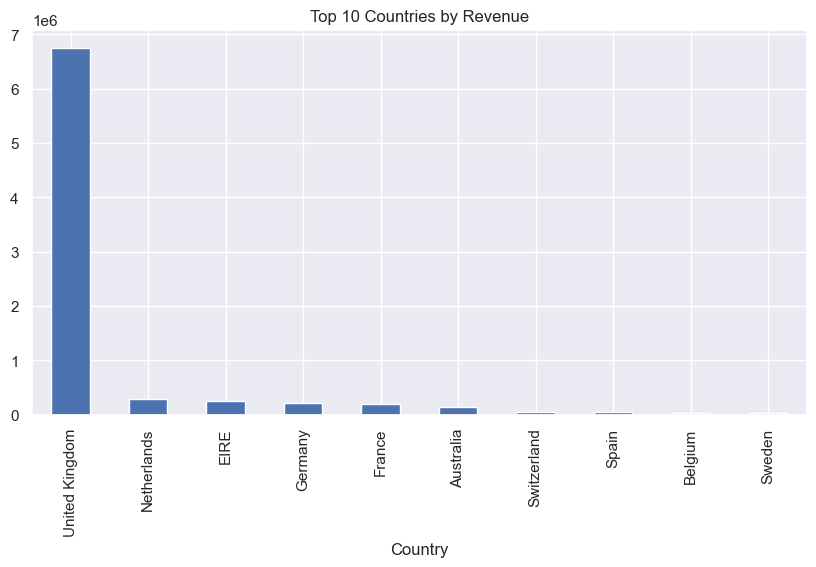 Top 10 Countries by Revenue
1e6
7
6
5
4
3
2
1
0
United Kingdom
Netherlands
EIRE
Germany
France
Australia
Switzerland
Spain
Belgium
Sweden
Country